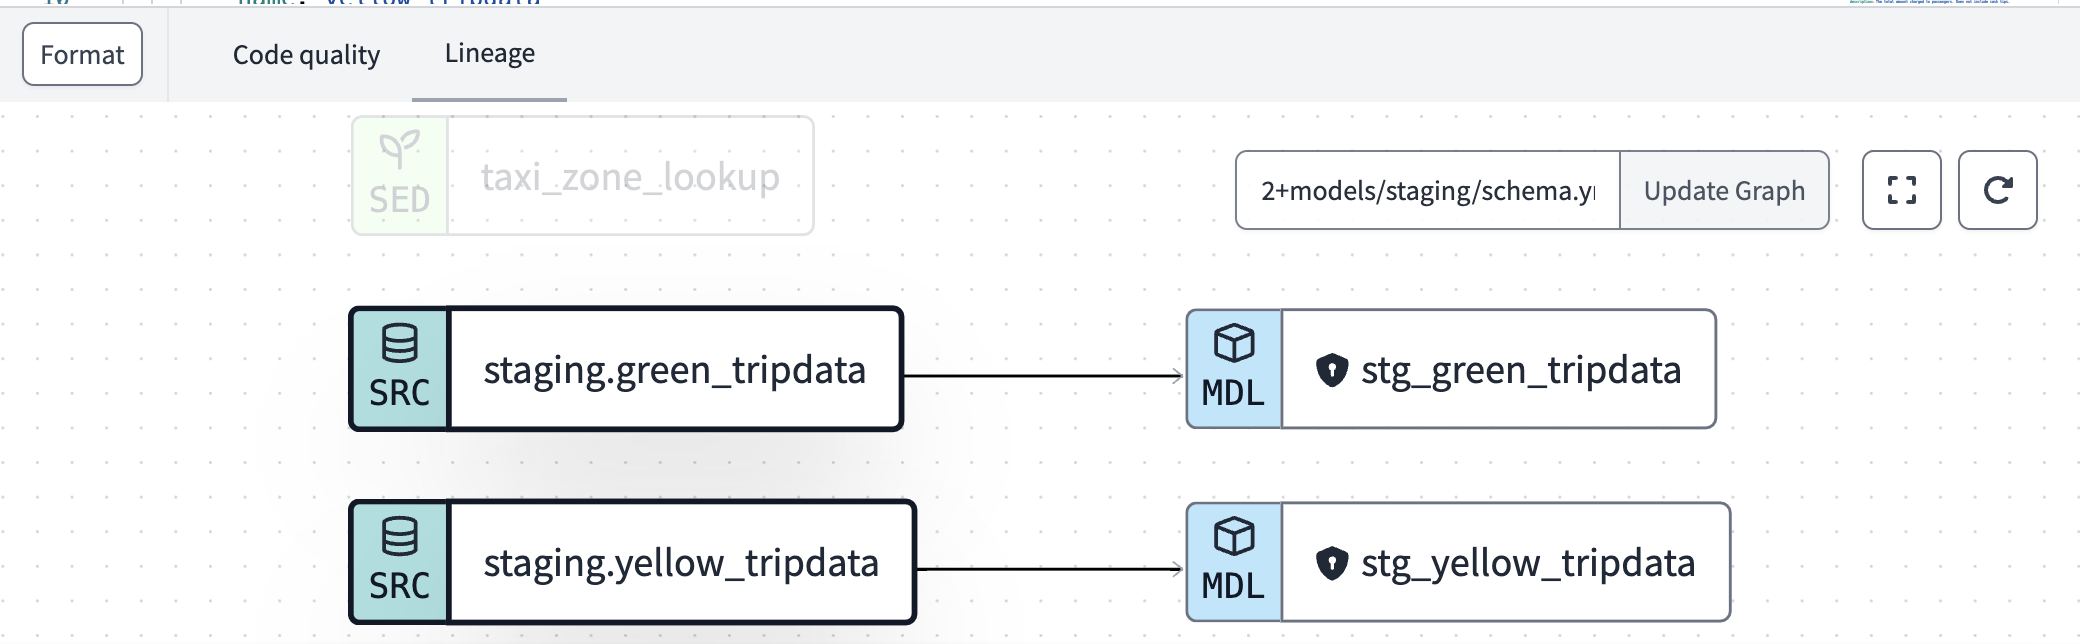 Format
Code quality
Lineage
SED
taxi_zone_lookup
2+models/staging/schema.y
Update Graph
SRC
staging.green_tripdata
MDL
stg_green_tripdata
SRC
staging.yellow_tripdata
MDL
stg_yellow_tripdata